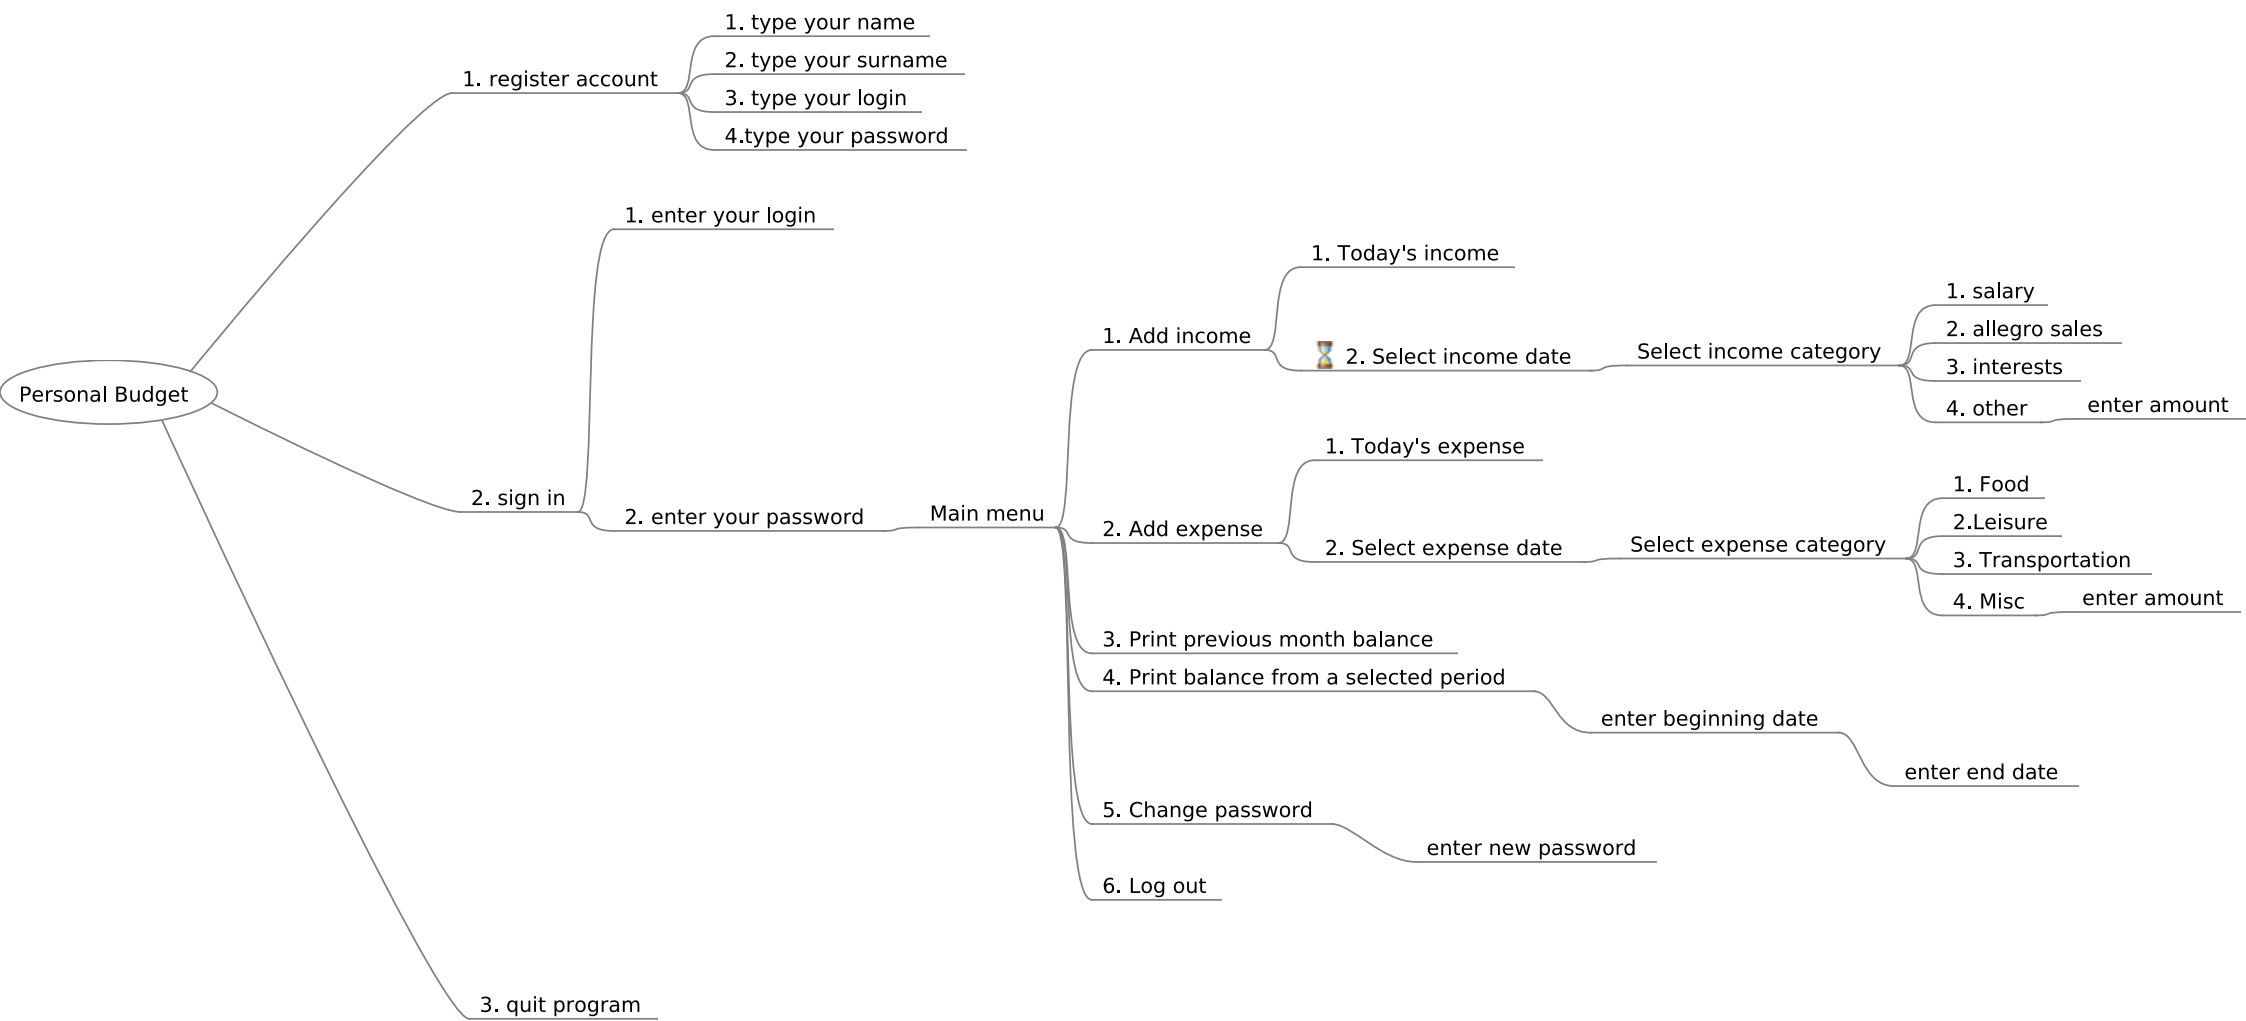 Personal Budget
1. register account
1. type your name
2. type your surname
3. type your login
4.type your password
2. sign in
1. enter your login
2. enter your password
Main menu
1. Add income
1. Today's income
2. Select income date
Select income category
1. salary
2. allegro sales
3. interests
4. other
enter amount
2. Add expense
1. Today's expense
2. Select expense date
Select expense category
1. Food
2.Leisure
3. Transportation
4. Misc
enter amount
3. Print previous month balance
4. Print balance from a selected period
enter beginning date
enter end date
5. Change password
enter new password
6. Log out
3. quit program